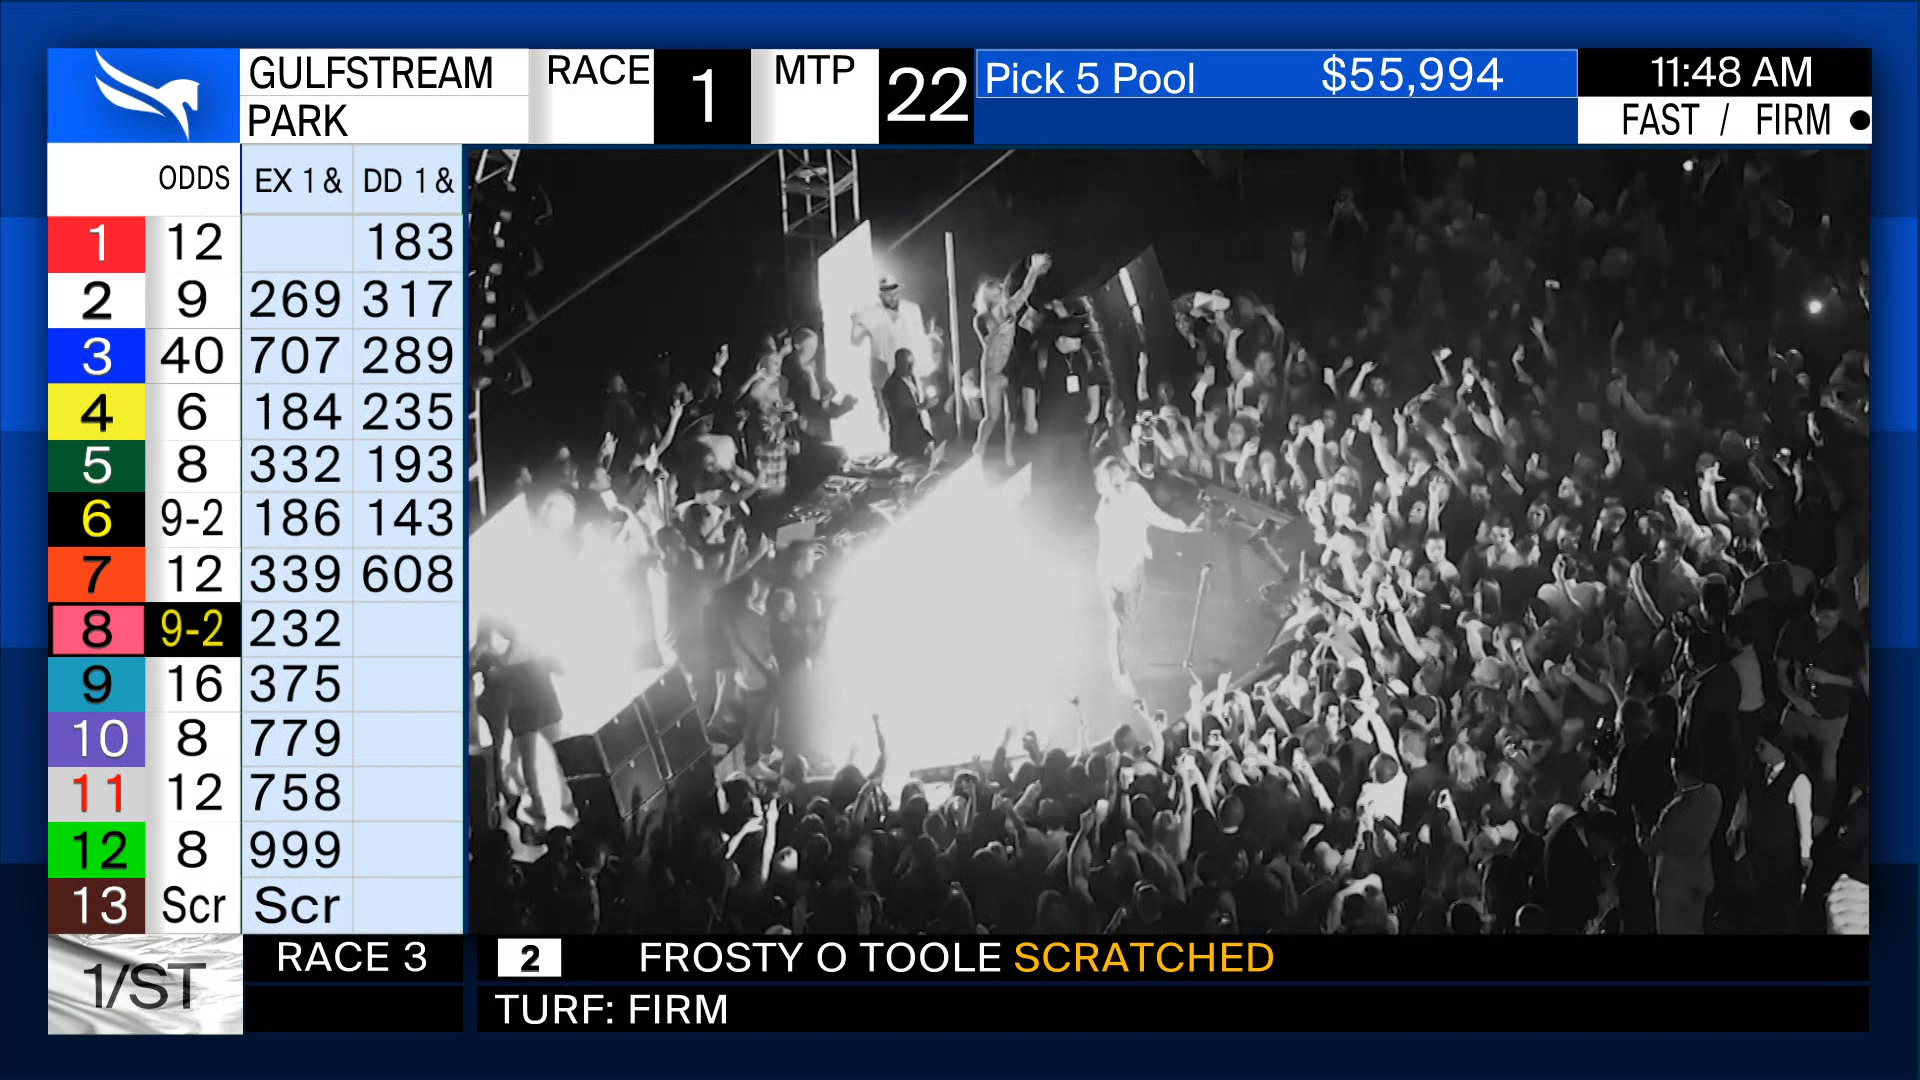 GULFSTREAM PARK RACE 1 MTP 22 Pick 5 Pool $55,994 11:48 AM
FAST / FIRM
ODDS EX 1 & DD 1 &
1 12 183
2 9 269 317
3 40 707 289
4 6 184 235
5 8 332 193
6 9-2 186 143
7 12 339 608
8 9-2 232
9 16 375
10 8 779
11 12 758
12 8 999
13 Scr Scr
1/ST RACE 3 2 FROSTY O TOOLE SCRATCHED
TURF: FIRM